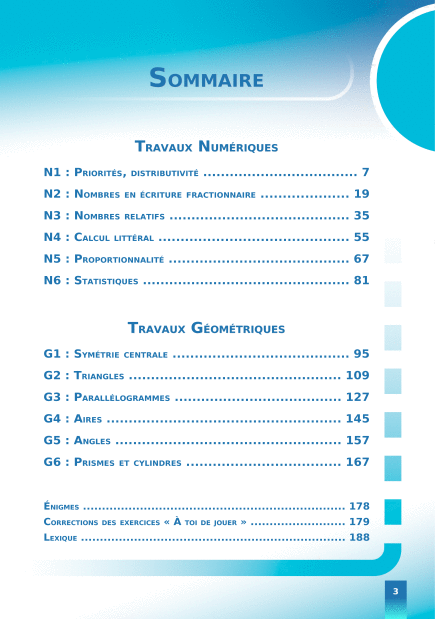 Sommaire
Travaux Numériques
N1 : Priorités, distributivité .................................. 7
N2 : Nombres en écriture fractionnaire .................... 19
N3 : Nombres relatifs ........................................ 35
N4 : Calcul littéral ........................................... 55
N5 : Proportionnalité ........................................ 67
N6 : Statistiques .............................................. 81
Travaux Géométriques
G1 : Symétrie centrale ....................................... 95
G2 : Triangles ............................................... 109
G3 : Parallélogrammes ..................................... 127
G4 : Aires .................................................... 145
G5 : Angles .................................................. 157
G6 : Prismes et cylindres ................................... 167
Énigmes ..................................................................... 178
Corrections des exercices « À toi de jouer » ......................... 179
Lexique ...................................................................... 188
3